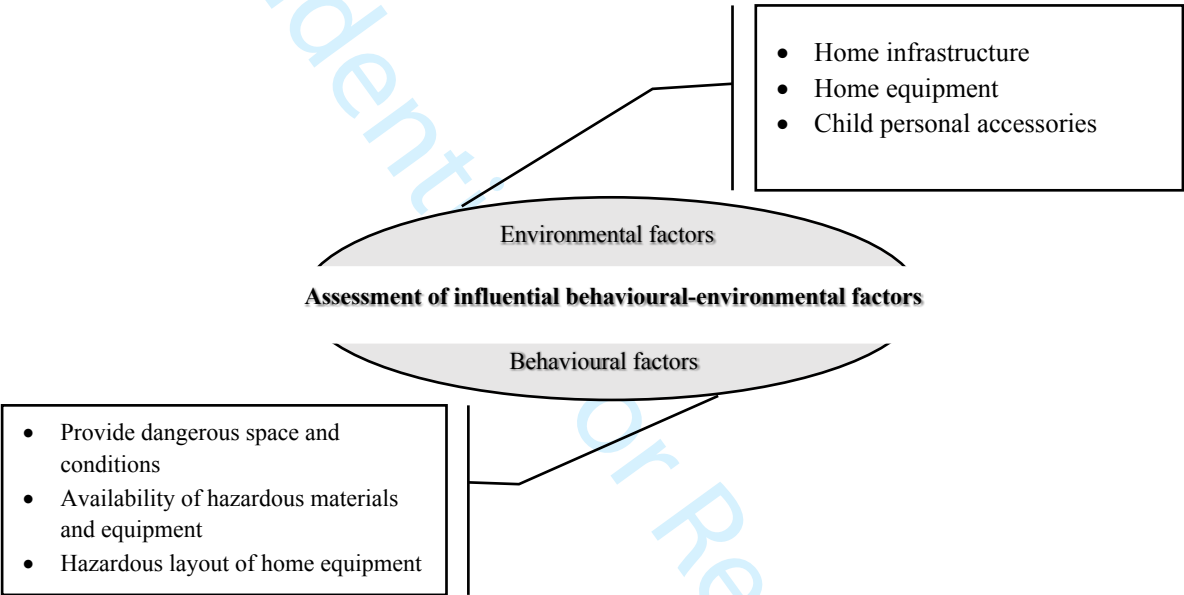 • Home infrastructure
• Home equipment
• Child personal accessories
Environmental factors
Assessment of influential behavioural-environmental factors
Behavioural factors
• Provide dangerous space and
conditions
• Availability of hazardous materials
and equipment
• Hazardous layout of home equipment